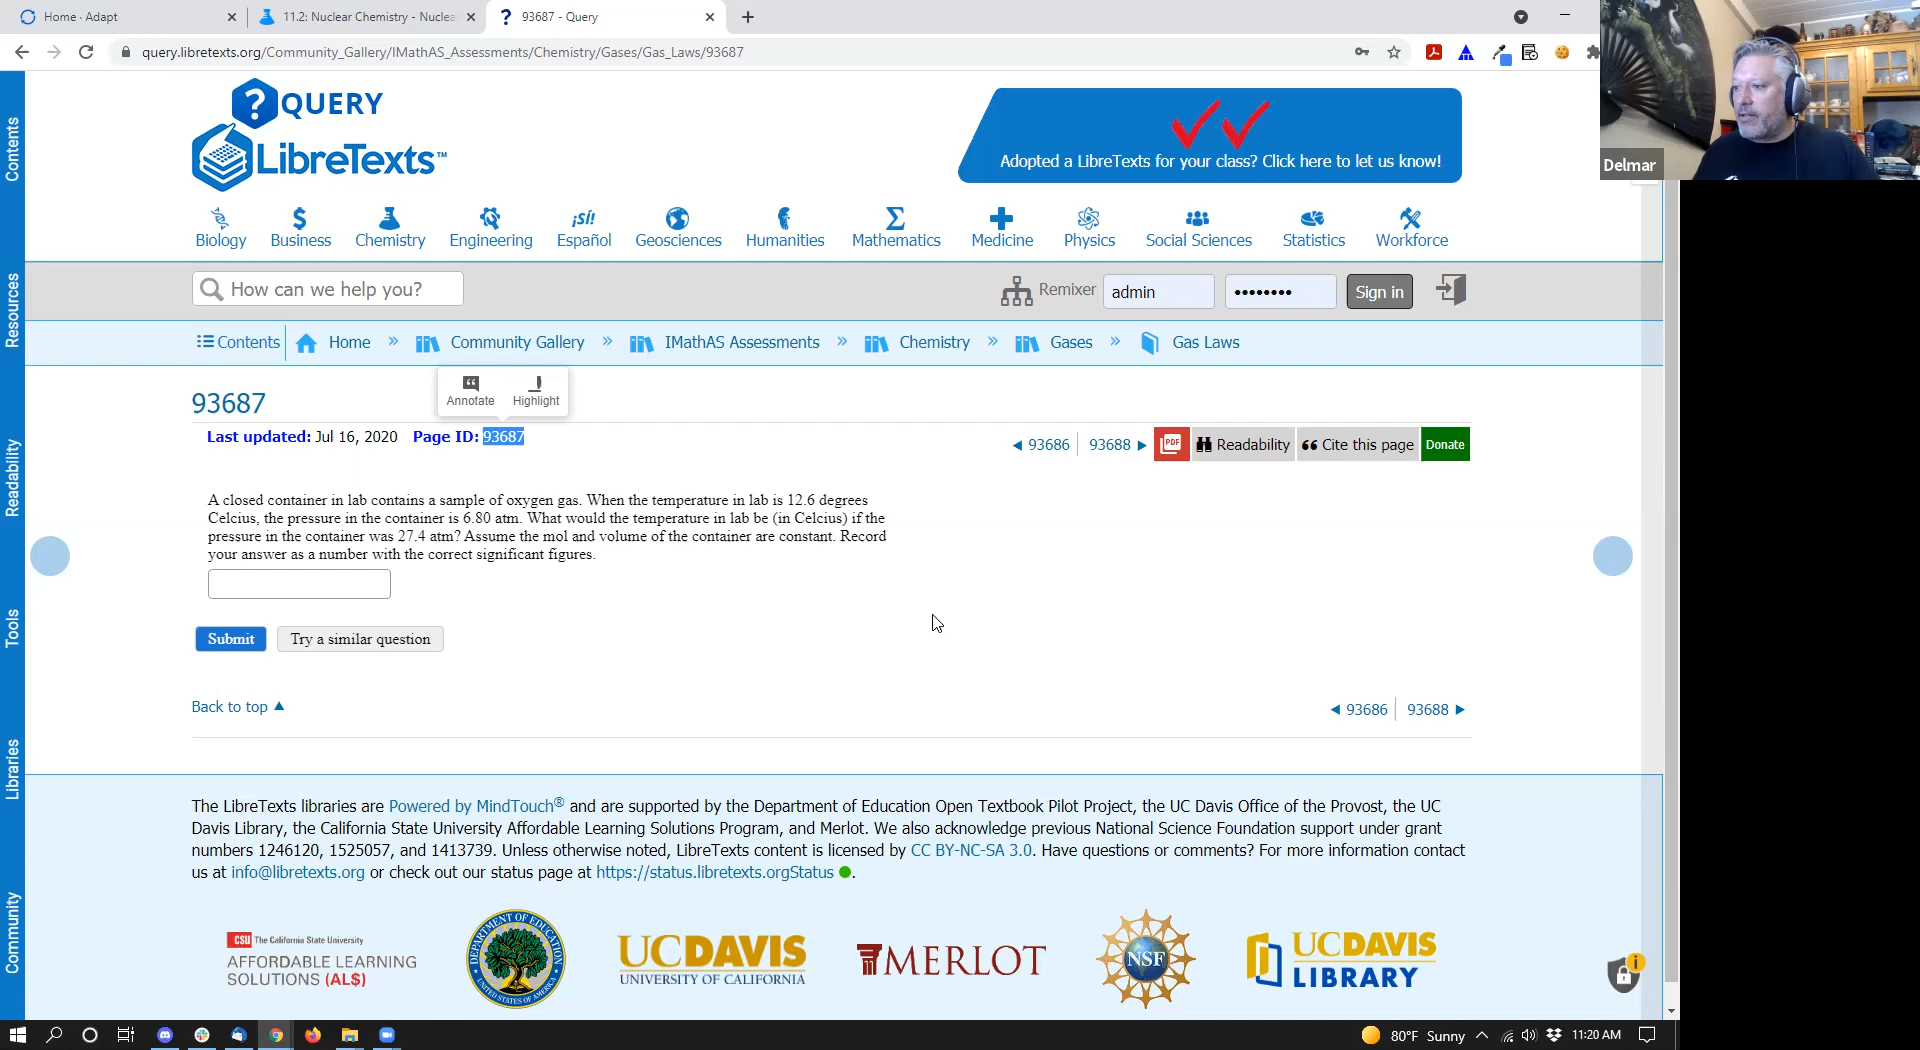 Home - Adapt
11.2: Nuclear Chemistry - Nuclea
93687 - Query
query.libretexts.org/Community_Gallery/IMathAS_Assessments/Chemistry/Gases/Gas_Laws/93687
Delmar
Contents
Resources
Readability
Tools
Libraries
Community
? QUERY
LibreTexts™
Adopted a LibreTexts for your class? Click here to let us know!
Biology
Business
Chemistry
Engineering
¡Sí!
Español
Geosciences
Humanities
Mathematics
Medicine
Physics
Social Sciences
Statistics
Workforce
How can we help you?
Remixer
admin
••••••••
Sign in
Contents
Home » Community Gallery » IMathAS Assessments » Chemistry » Gases » Gas Laws
Annotate
Highlight
93687
Last updated: Jul 16, 2020 Page ID: 93687
◄ 93686 | 93688 ►
PDF
Readability
Cite this page
Donate
A closed container in lab contains a sample of oxygen gas. When the temperature in lab is 12.6 degrees
Celcius, the pressure in the container is 6.80 atm. What would the temperature in lab be (in Celcius) if the
pressure in the container was 27.4 atm? Assume the mol and volume of the container are constant. Record
your answer as a number with the correct significant figures.
Submit
Try a similar question
Back to top ▲
◄ 93686 | 93688 ►
The LibreTexts libraries are Powered by MindTouch® and are supported by the Department of Education Open Textbook Pilot Project, the UC Davis Office of the Provost, the UC
Davis Library, the California State University Affordable Learning Solutions Program, and Merlot. We also acknowledge previous National Science Foundation support under grant
numbers 1246120, 1525057, and 1413739. Unless otherwise noted, LibreTexts content is licensed by CC BY-NC-SA 3.0. Have questions or comments? For more information contact
us at info@libretexts.org or check out our status page at https://status.libretexts.orgStatus.
CSU The California State University
AFFORDABLE LEARNING
SOLUTIONS (AL$)
DEPARTMENT OF EDUCATION
UNITED STATES OF AMERICA
UCDAVIS
UNIVERSITY OF CALIFORNIA
MERLOT
NSF
UCDAVIS
LIBRARY
80°F Sunny
11:20 AM